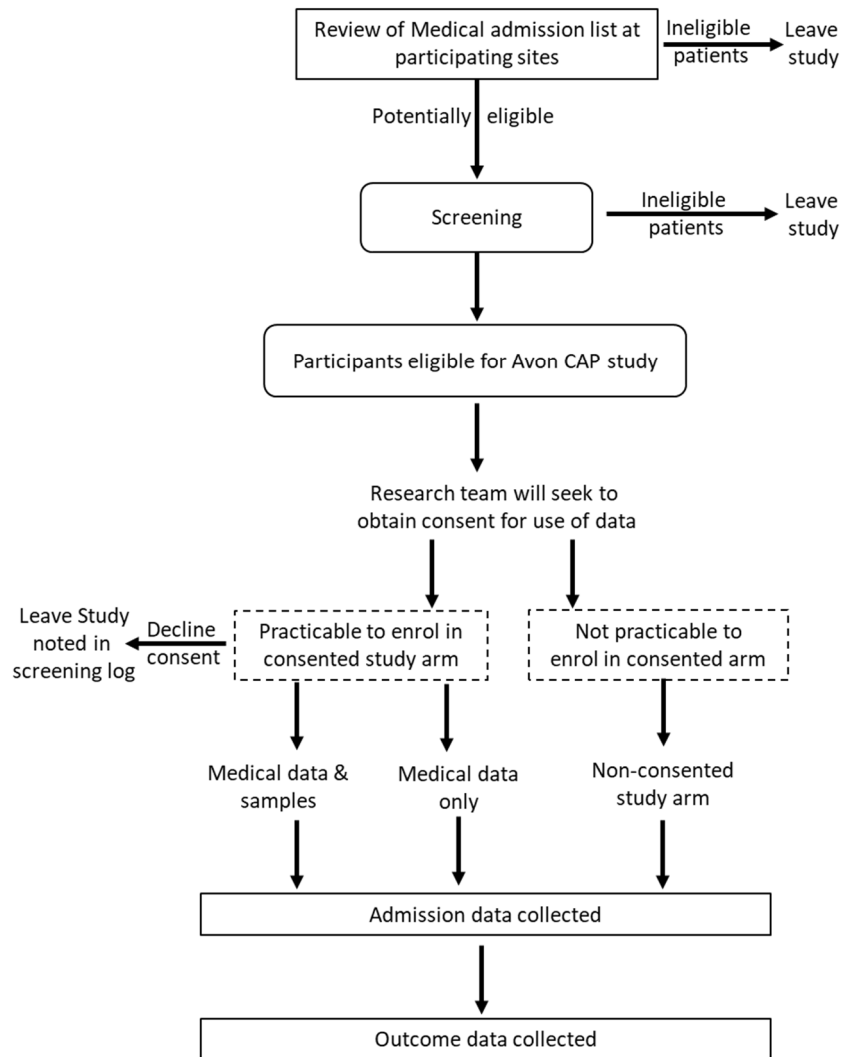 Review of Medical admission list at
participating sites
Ineligible
patients
Leave
study
Potentially eligible
Screening
Ineligible
patients
Leave
study
Participants eligible for Avon CAP study
Research team will seek to
obtain consent for use of data
Leave Study
noted in
screening log
Decline
consent
Practicable to enrol in
consented study arm
Not practicable to
enrol in consented arm
Medical data &
samples
Medical data
only
Non-consented
study arm
Admission data collected
Outcome data collected